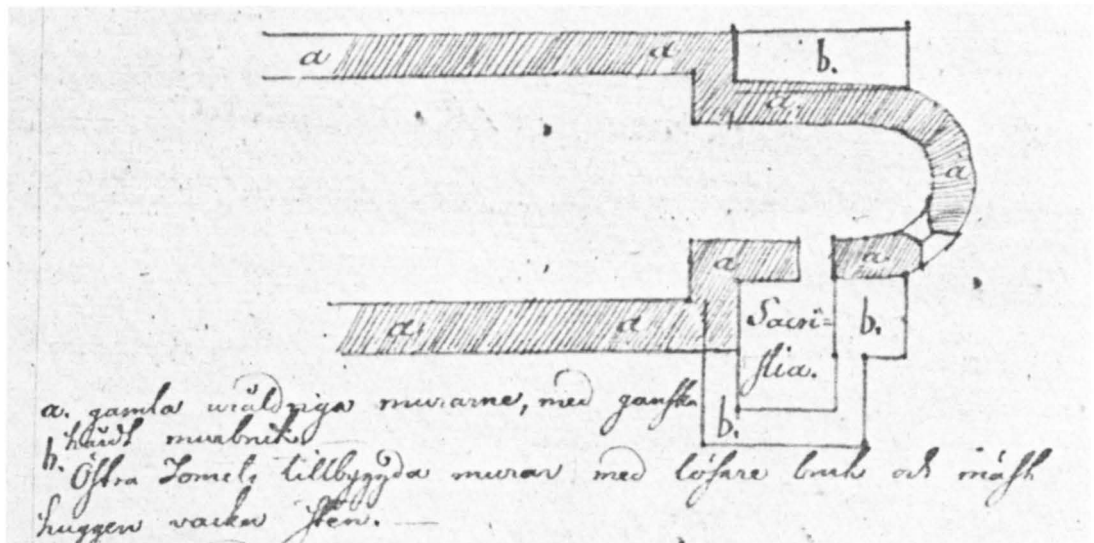 a
a
b.
a
a
a
a
a
a
Sacri=
stia.
b.
b.
a. gamla uråldriga murarne, med ganska
hårdt murbruk.
b. Östra Tornets tillbyggda murar med lösare bruk och mäst
huggen vacker sten.